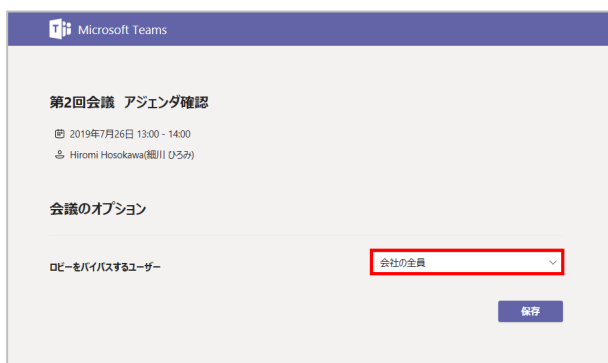 Microsoft Teams
第2回会議 アジェンダ確認
2019年7月26日 13:00 - 14:00
Hiromi Hosokawa(細川 ひろみ)
会議のオプション
ロビーをバイパスするユーザー
会社の全員
保存